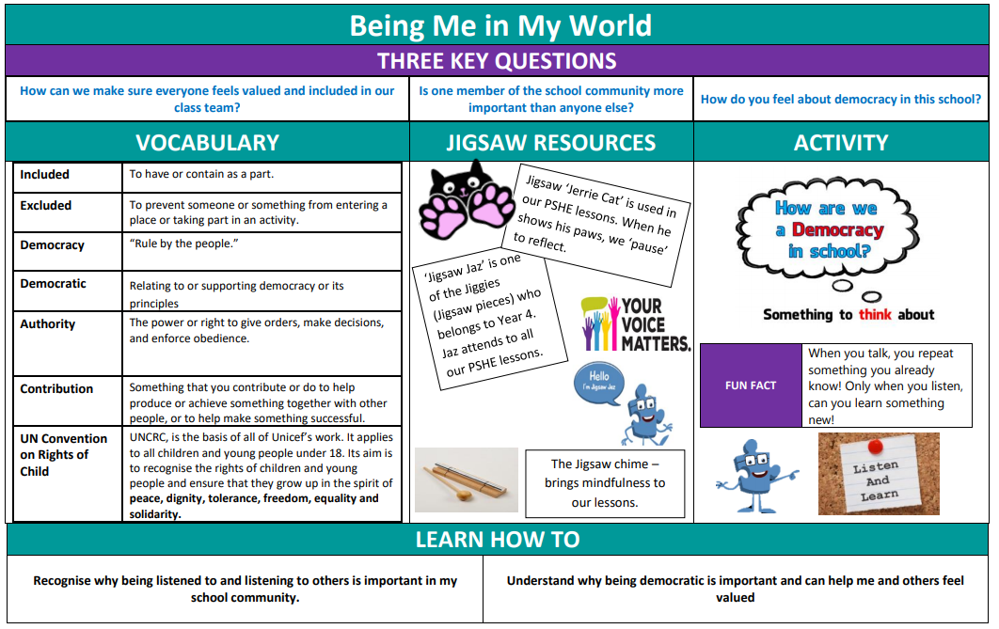 Being Me in My World
THREE KEY QUESTIONS
How can we make sure everyone feels valued and included in our
class team?
Is one member of the school community more
important than anyone else?
How do you feel about democracy in this school?
VOCABULARY
Included
To have or contain as a part.
Excluded
To prevent someone or something from entering a
place or taking part in an activity.
Democracy
“Rule by the people.”
Democratic
Relating to or supporting democracy or its
principles
Authority
The power or right to give orders, make decisions,
and enforce obedience.
Contribution
Something that you contribute or do to help
produce or achieve something together with other
people, or to help make something successful.
UN Convention
on Rights of
Child
UNCRC, is the basis of all of Unicef’s work. It applies
to all children and young people under 18. Its aim is
to recognise the rights of children and young
people and ensure that they grow up in the spirit of
peace, dignity, tolerance, freedom, equality and
solidarity.
JIGSAW RESOURCES
Jigsaw ‘Jerrie Cat’ is used in
our PSHE lessons. When he
shows his paws, we ‘pause’
to reflect.
‘Jigsaw Jaz’ is one
of the Jiggies
(Jigsaw pieces) who
belongs to Year 4.
Jaz attends to all
our PSHE lessons.
YOUR
VOICE
MATTERS.
Hello
I'm Jigsaw Jaz
The Jigsaw chime –
brings mindfulness to
our lessons.
ACTIVITY
How are we
a Democracy
in school?
Something to think about
FUN FACT
When you talk, you repeat
something you already
know! Only when you listen,
can you learn something
new!
Listen
And
Learn
LEARN HOW TO
Recognise why being listened to and listening to others is important in my
school community.
Understand why being democratic is important and can help me and others feel
valued